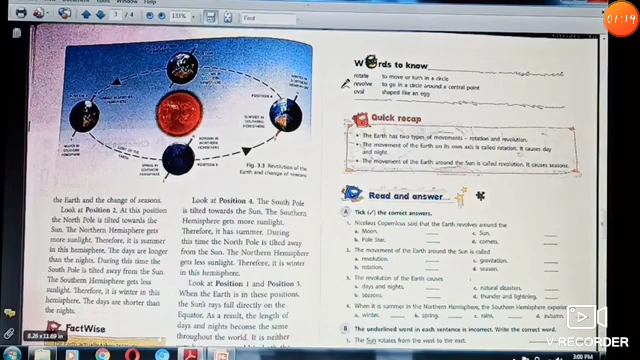 Window Help
3 / 4
133%
Find
01:19
POSITION 4
POSITION 3
Fig. 3.3 Revolution of the
Earth and change of seasons
the Earth and the change of seasons.
Look at Position 2. At this position
the North Pole is tilted towards the
Sun. The Northern Hemisphere gets
more sunlight. Therefore, it is summer
in this hemisphere. The days are longer
than the nights. During this time the
South Pole is tilted away from the Sun.
The Southern Hemisphere gets less
sunlight. Therefore, it is winter in this
hemisphere. The days are shorter than
the nights.
FactWise
8.26 x 11.69 in
Look at Position 4. The South Pole
is tilted towards the Sun. The Southern
Hemisphere gets more sunlight.
Therefore, it has summer. During
this time the North Pole is tilted away
from the Sun. The Northern Hemisphere
gets less sunlight. Therefore, it is winter
in this hemisphere.
Look at Position 1 and Position 3.
When the Earth is in these positions, the
Sun's rays fall directly on the Equator. As
a result, the length of days and nights
become the same throughout the world. It is neither
Words to know
rotate to move or turn in a circle
revolve to go in a circle around a central point
oval shaped like an egg
Quick recap
• The Earth has two types of movements – rotation and revolution.
• The movement of the Earth on its own axis is called rotation. It causes day
and night.
• The movement of the Earth around the Sun is called revolution. It causes seasons.
Read and answer
A Tick (✓) the correct answers.
1. Nicolaus Copernicus said that the Earth revolves around the
a. Moon. c. Sun.
b. Pole Star. e. comets.
2. The movement of the Earth around the Sun is called
a. revolution. c. gravitation.
b. rotation. d. season.
3. The revolution of the Earth causes
a. days and nights. c. natural disasters.
b. seasons. d. thunder and lightning.
4. When it is summer in the Northern Hemisphere, the Southern Hemisphere experiences
a. winter. b. spring. c. rains. d. autumn.
B The underlined word in each sentence is incorrect. Write the correct word.
1. The Sun rotates from the west to the east.
FILMIGO
3:00 PM